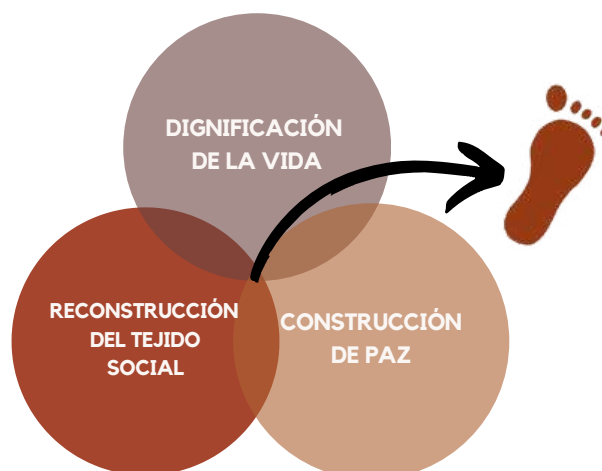 DIGNIFICACIÓN
DE LA VIDA
RECONSTRUCCIÓN
DEL TEJIDO
SOCIAL
CONSTRUCCIÓN
DE PAZ